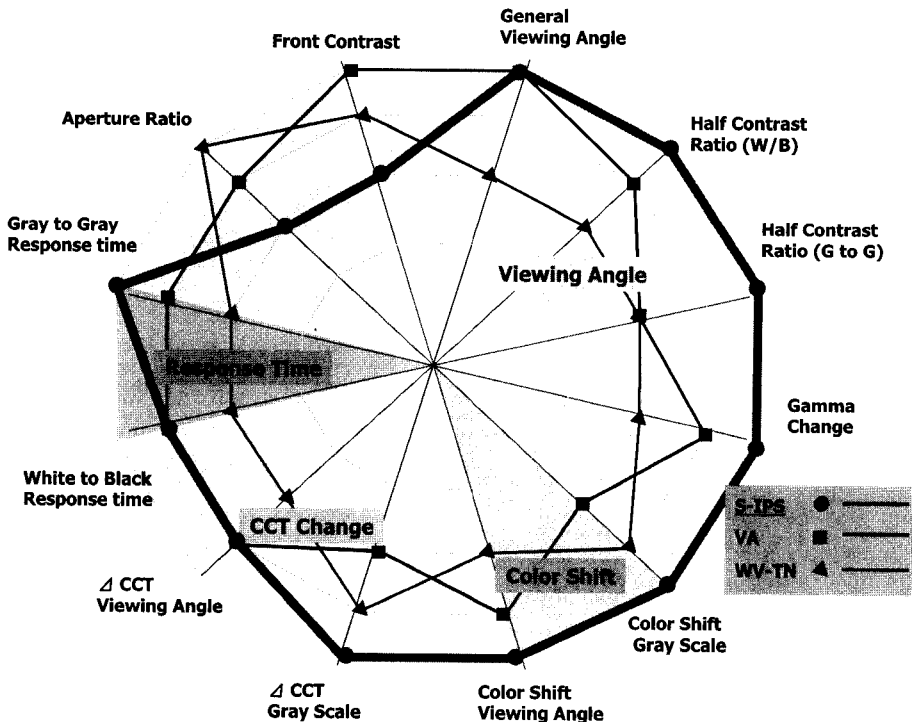 General
Viewing Angle
Front Contrast
Half Contrast
Ratio (W/B)
Aperture Ratio
Gray to Gray
Response time
Half Contrast
Ratio (G to G)
Viewing Angle
Response Time
Gamma
Change
White to Black
Response time
S-IPS
VA
WV-TN
CCT Change
Color Shift
⊿ CCT
Viewing Angle
Color Shift
Gray Scale
⊿ CCT
Gray Scale
Color Shift
Viewing Angle